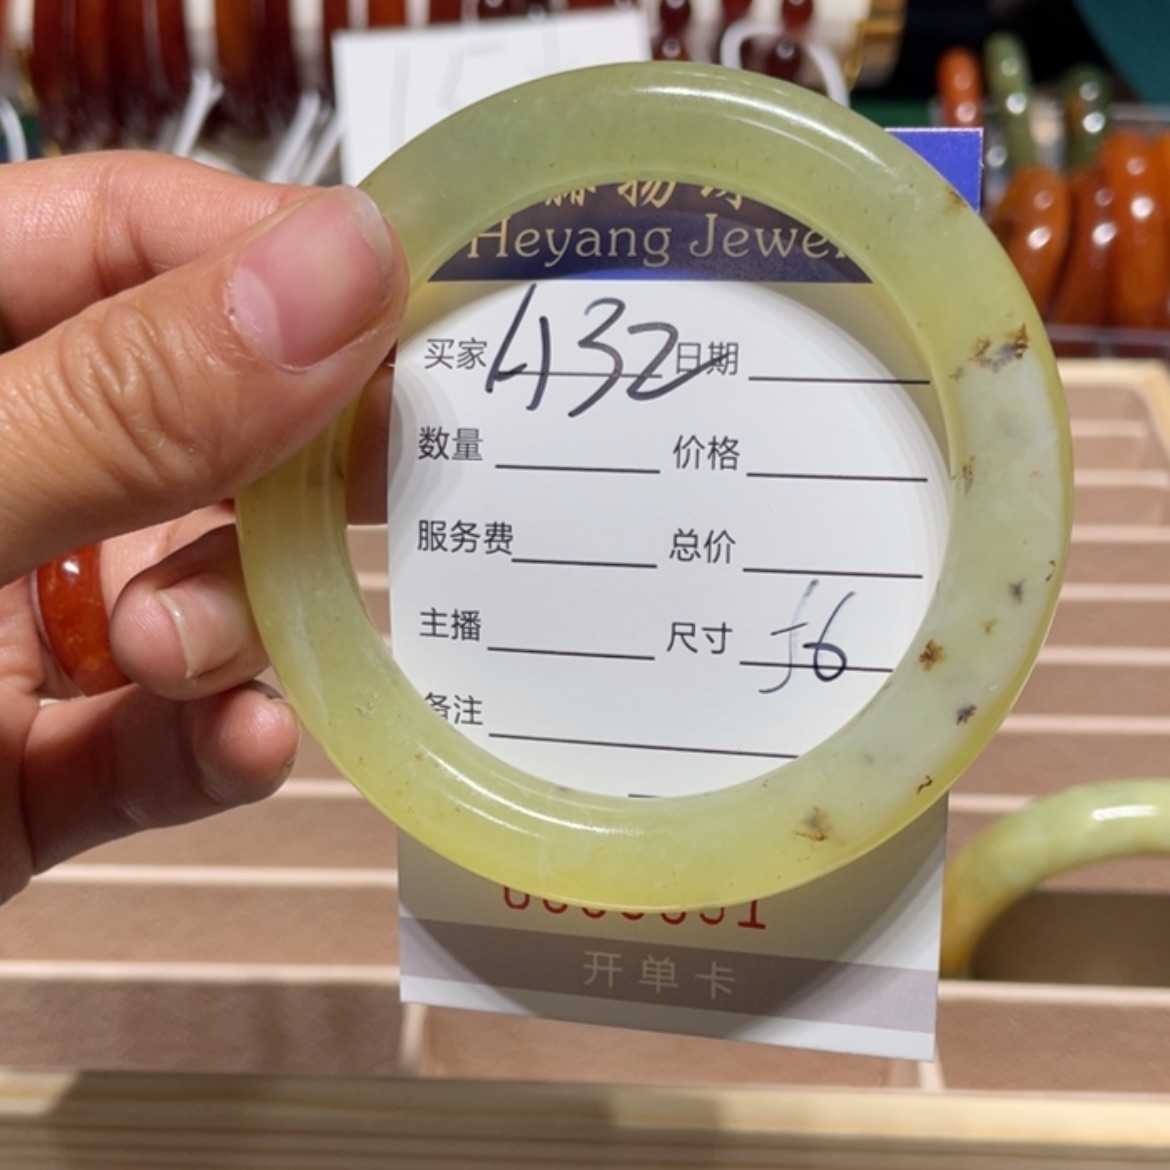 Heyang Jewel
买家 432 日期
数量 价格
服务费 总价
主播 尺寸 56
备注
开单卡